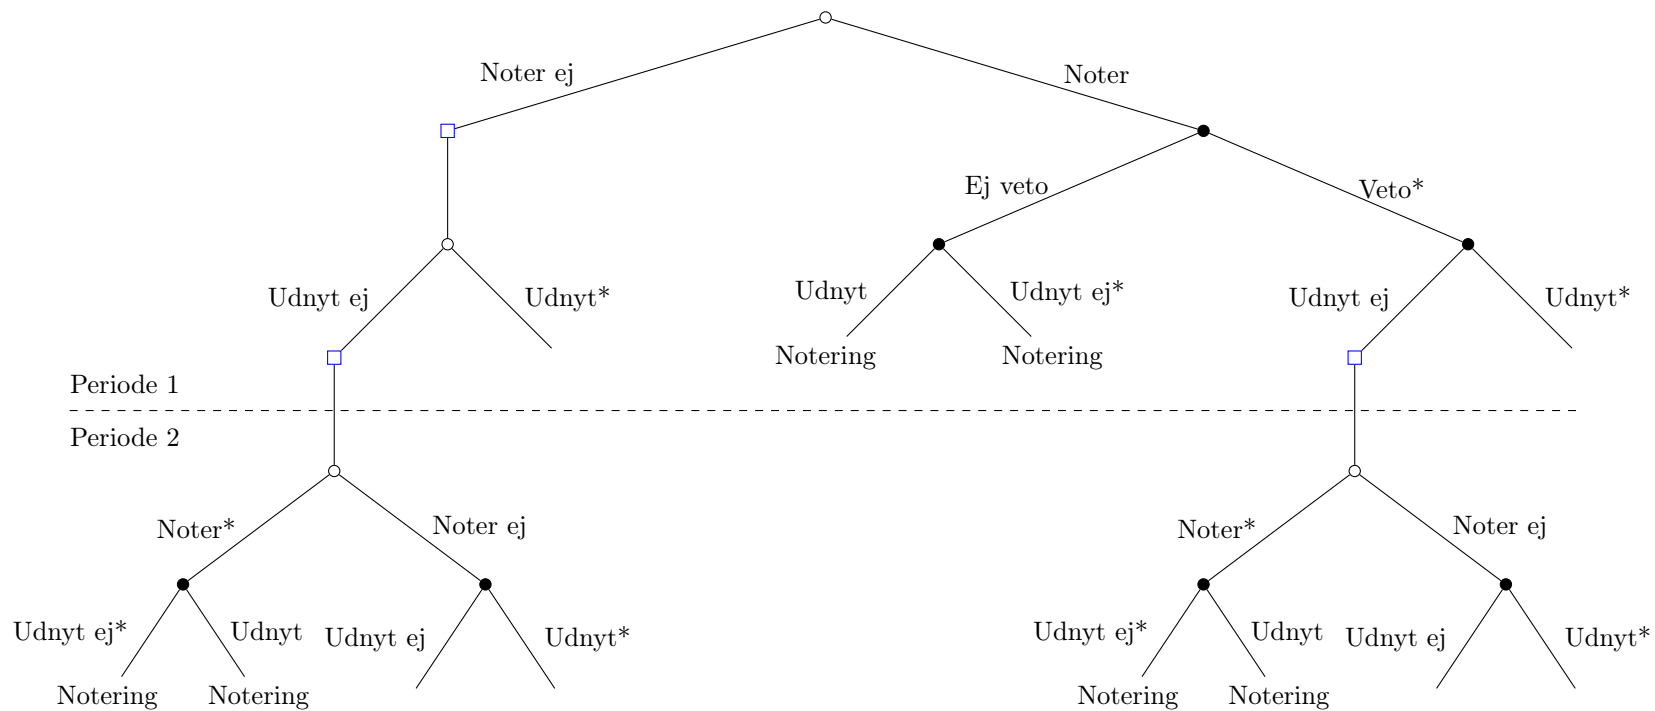 Noter ej
Noter
Ej veto
Veto*
Udnyt ej
Udnyt*
Udnyt
Udnyt ej*
Udnyt ej
Udnyt*
Notering
Notering
Periode 1
Periode 2
Noter*
Noter ej
Noter*
Noter ej
Udnyt ej*
Udnyt
Udnyt ej
Udnyt*
Udnyt ej*
Udnyt
Udnyt ej
Udnyt*
Notering
Notering
Notering
Notering